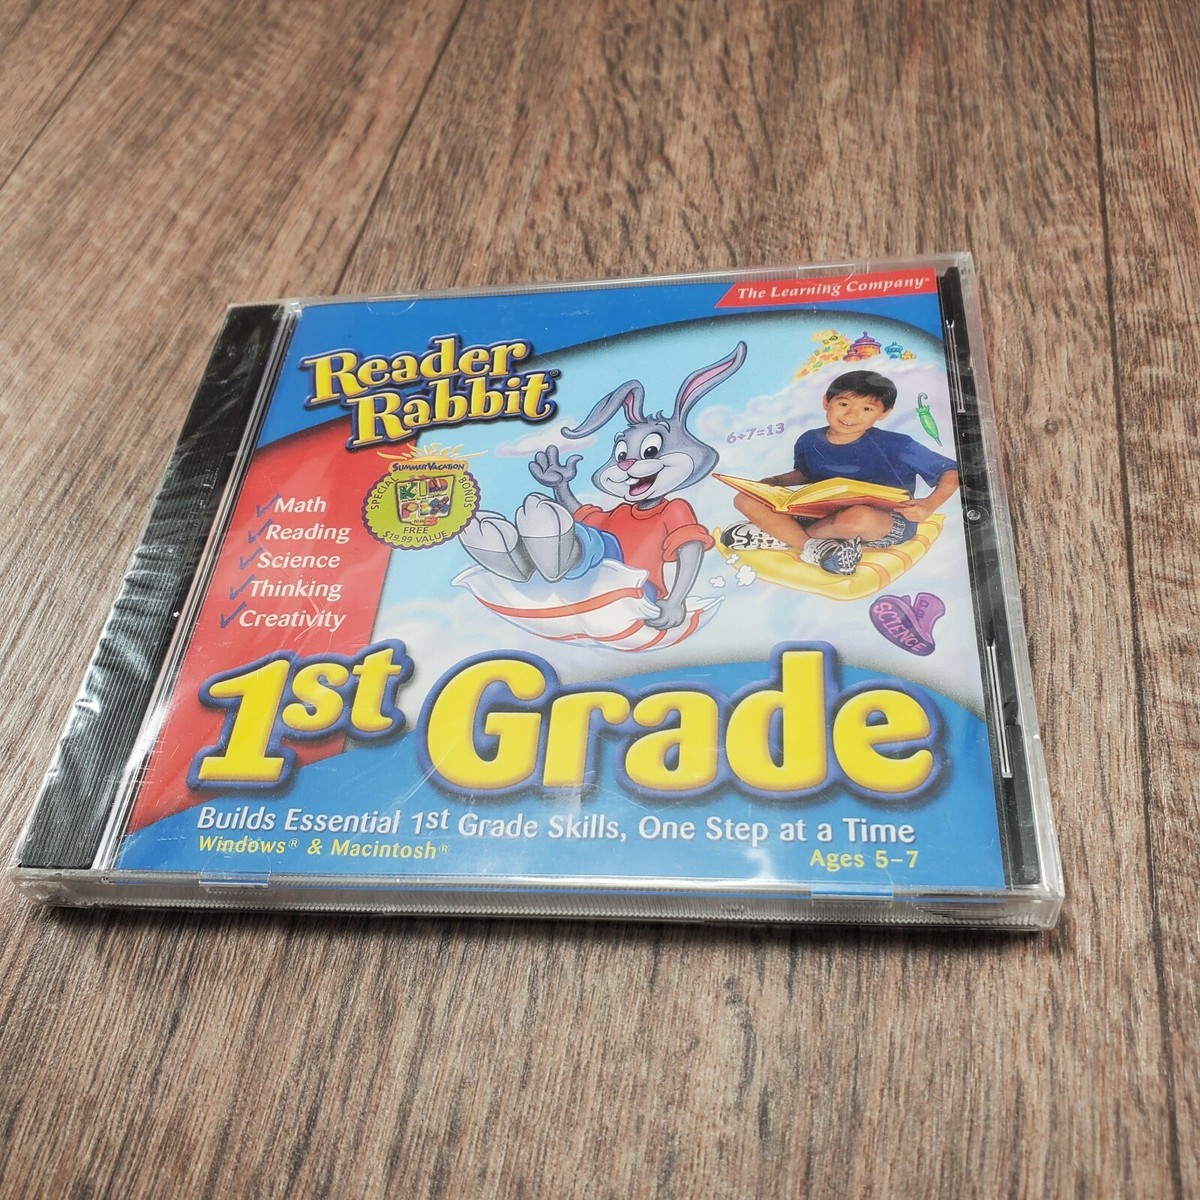 The Learning Company®
Reader
Rabbit®
SUMMER VACATION
SPECIAL
BONUS
KID
PIX
FREE
$19.99 VALUE
6+7=13
Math
Reading
Science
Thinking
Creativity
SCIENCE
1st Grade
Builds Essential 1st Grade Skills, One Step at a Time
Windows® & Macintosh®
Ages 5–7